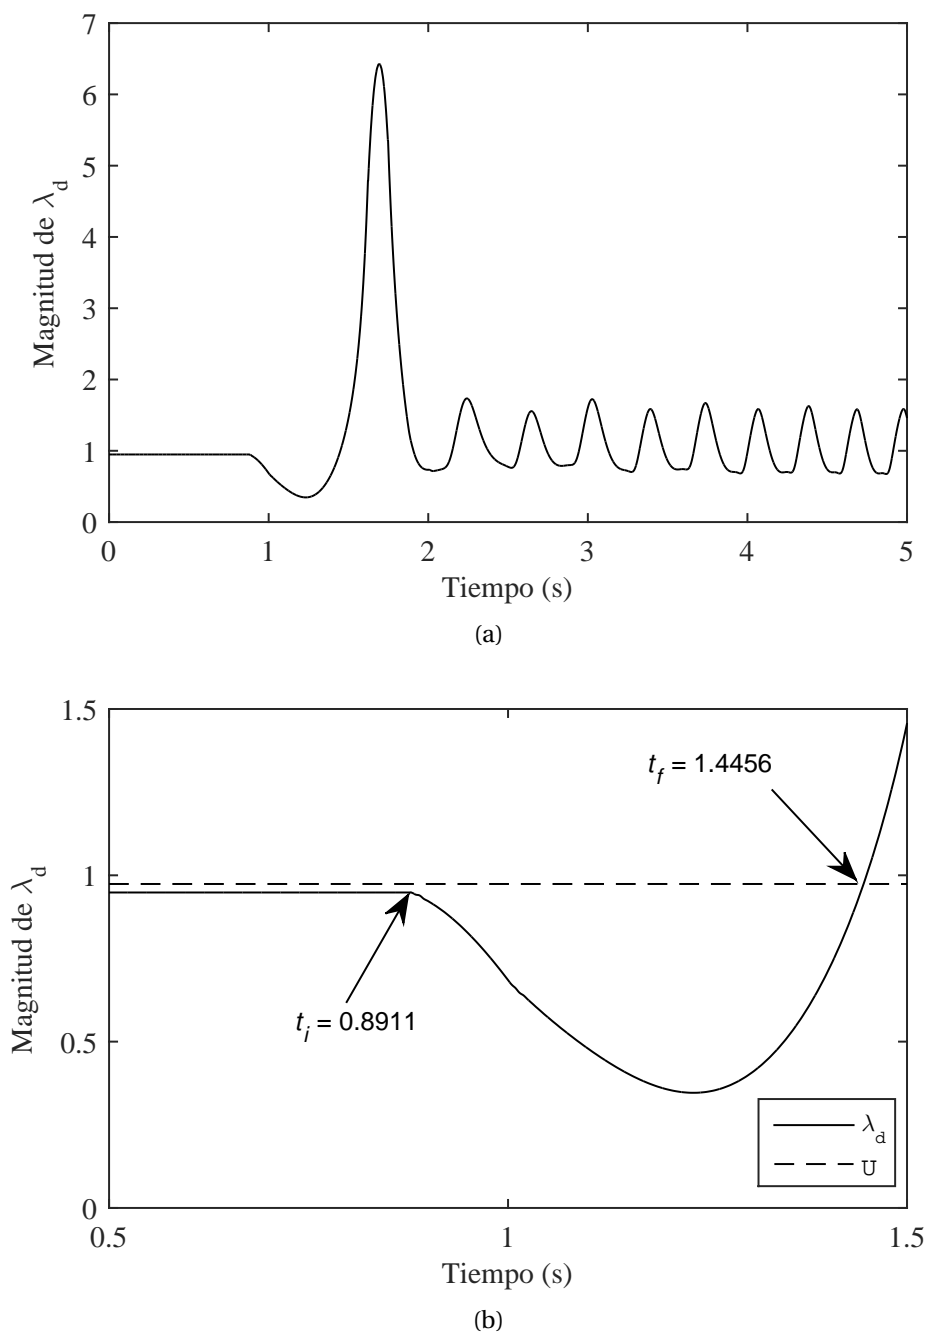 7
6
5
4
3
2
1
0
Magnitud de λd
0 1 2 3 4 5
Tiempo (s)
(a)
1.5
1
0.5
0
Magnitud de λd
tf = 1.4456
ti = 0.8911
λd
U
0.5 1 1.5
Tiempo (s)
(b)